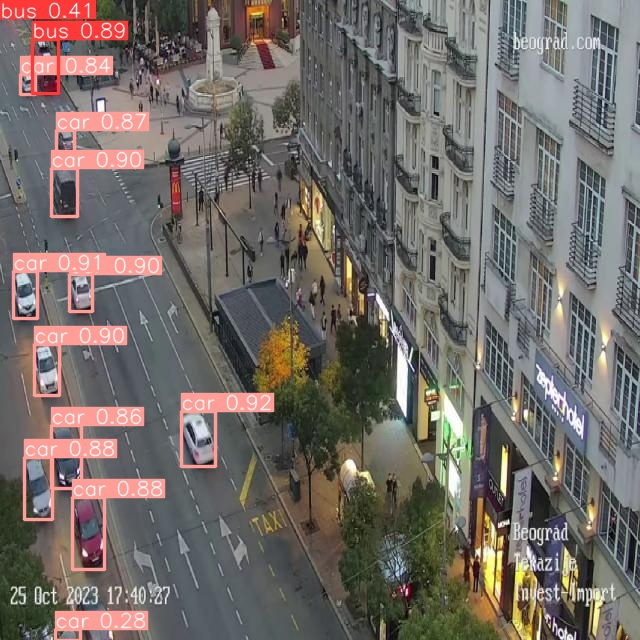 bus 0.41
bus 0.89
beograd.com
car 0.84
car 0.87
car 0.90
car 0.91
0.90
car 0.90
zepterhotel
car 0.92
car 0.86
car 0.88
car 0.88
TAXI
Beograd
Terazije
25 Oct 2023 17:40:27
Invest-Import
car 0.28